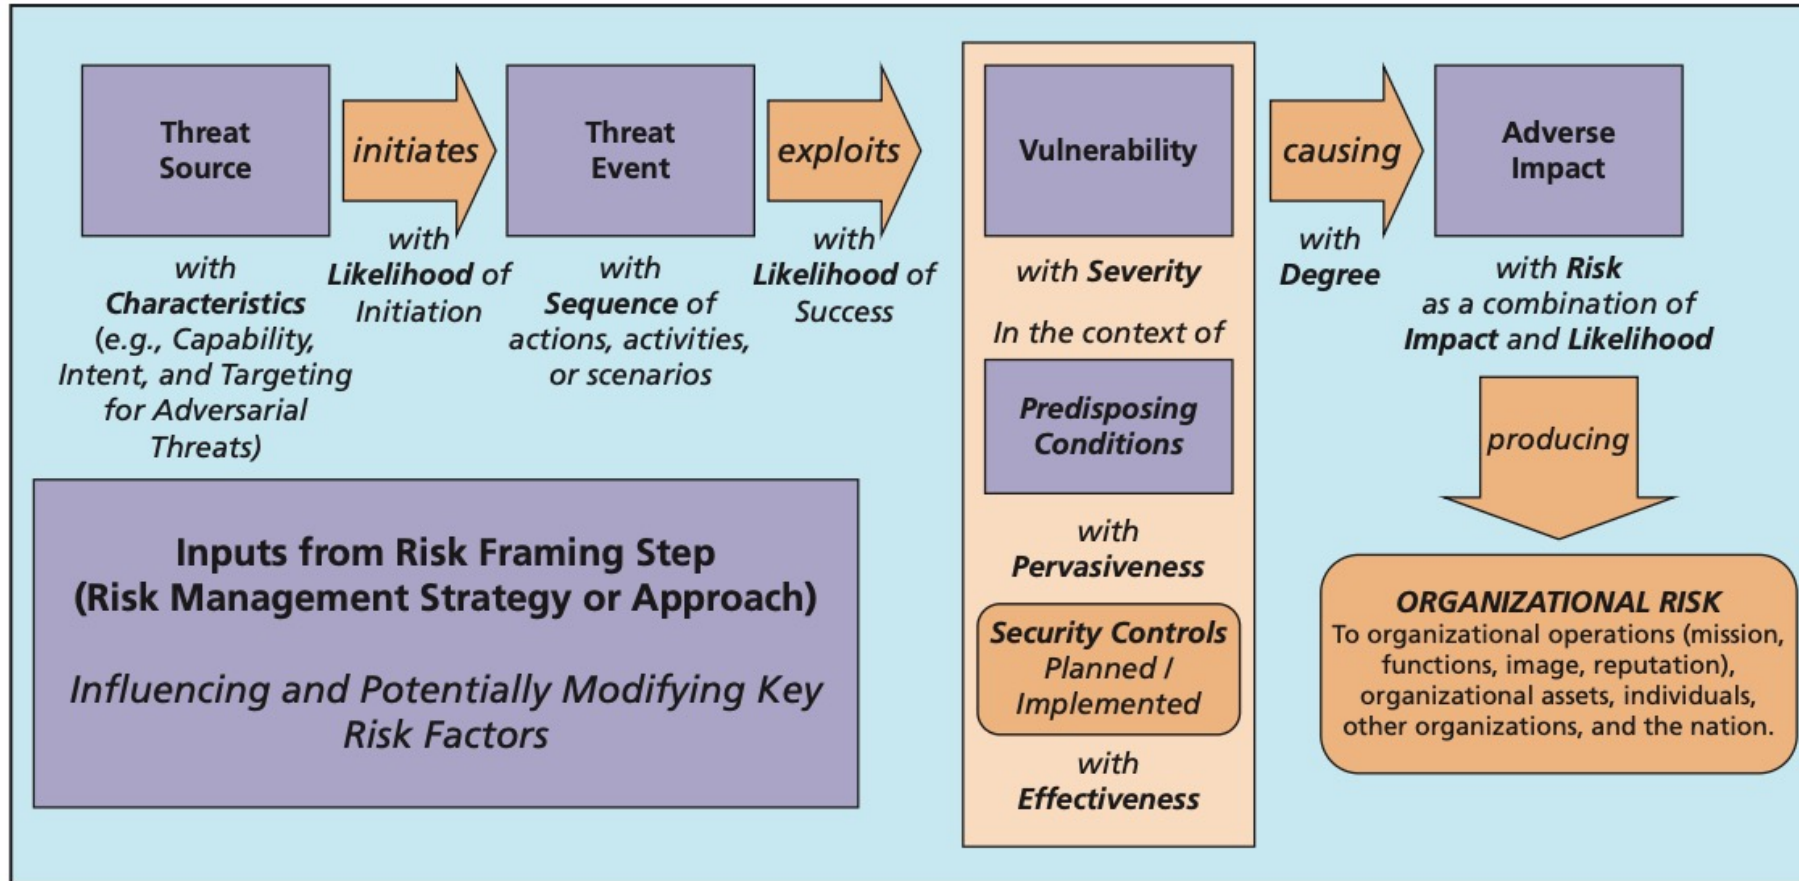 Threat
Source
initiates
Threat
Event
exploits
Vulnerability
causing
Adverse
Impact
with
Characteristics
(e.g., Capability,
Intent, and Targeting
for Adversarial
Threats)
with
Likelihood of
Initiation
with
Sequence of
actions, activities,
or scenarios
with
Likelihood of
Success
with Severity
In the context of
Predisposing
Conditions
with
Pervasiveness
Security Controls
Planned /
Implemented
with
Effectiveness
with
Degree
with Risk
as a combination of
Impact and Likelihood
producing
ORGANIZATIONAL RISK
To organizational operations (mission,
functions, image, reputation),
organizational assets, individuals,
other organizations, and the nation.
Inputs from Risk Framing Step
(Risk Management Strategy or Approach)
Influencing and Potentially Modifying Key
Risk Factors